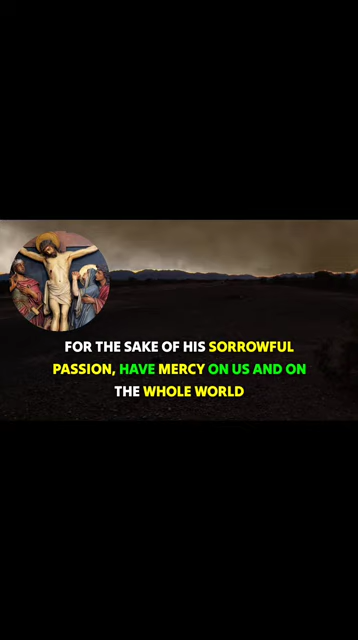 FOR THE SAKE OF HIS SORROWFUL
PASSION, HAVE MERCY ON US AND ON
THE WHOLE WORLD